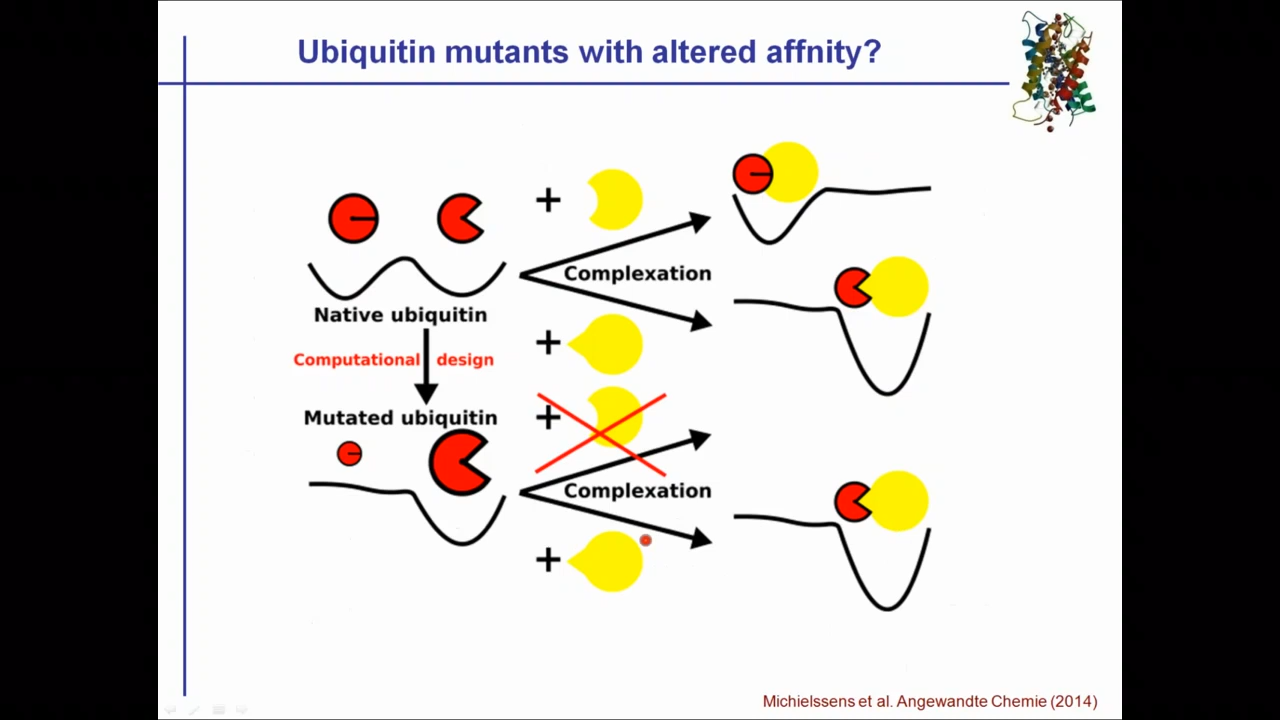 Ubiquitin mutants with altered affnity?
+
Complexation
Native ubiquitin
+
Computational design
+
Mutated ubiquitin
Complexation
+
Michielssens et al. Angewandte Chemie (2014)